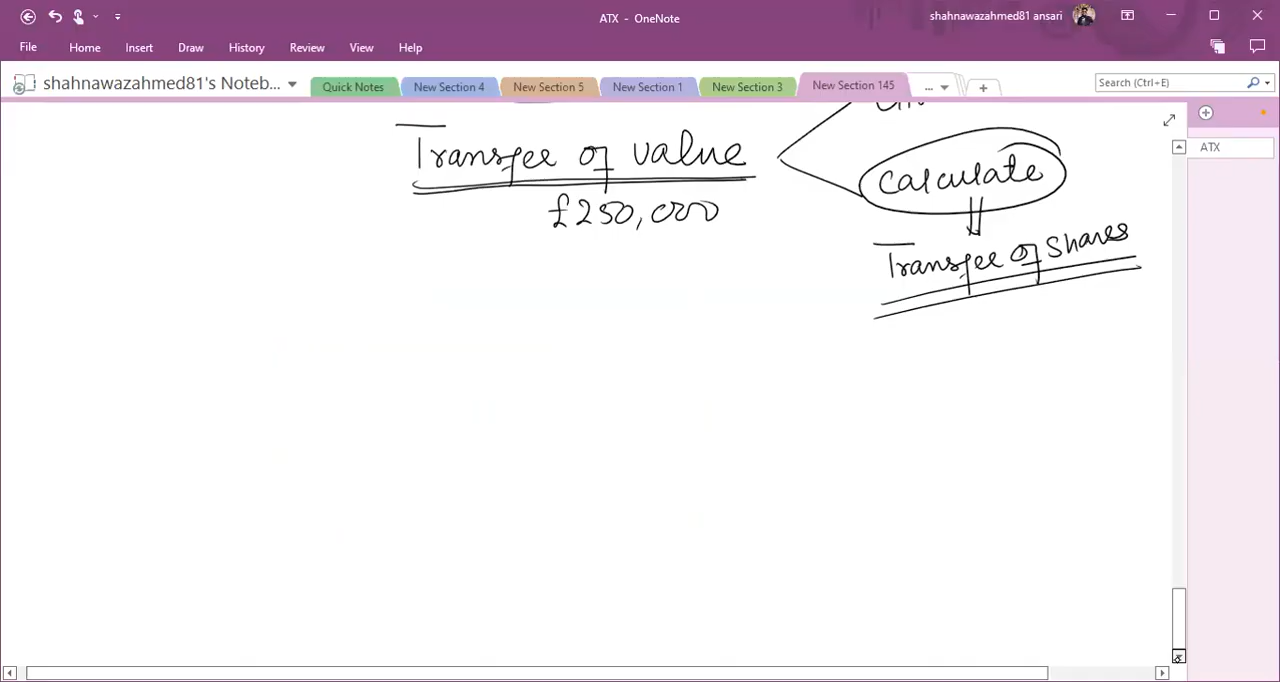 ATX - OneNote
shahnawazahmed81 ansari
File Home Insert Draw History Review View Help
shahnawazahmed81's Noteb...
Quick Notes
New Section 4
New Section 5
New Section 1
New Section 3
New Section 145
...
Search (Ctrl+E)
ATX
Transfer of value
£250,000
Calculate
Transfer of Shares